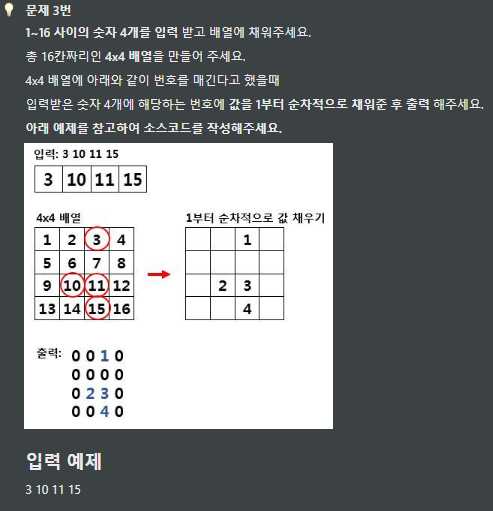 문제 3번
1~16 사이의 숫자 4개를 입력 받고 배열에 채워주세요.
총 16칸짜리인 4x4 배열을 만들어 주세요.
4x4 배열에 아래와 같이 번호를 매긴다고 했을때
입력받은 숫자 4개에 해당하는 번호에 값을 1부터 순차적으로 채워준 후 출력 해주세요.
아래 예제를 참고하여 소스코드를 작성해주세요.
입력: 3 10 11 15
3 10 11 15
4x4 배열
1 2 3 4
5 6 7 8
9 10 11 12
13 14 15 16
1부터 순차적으로 값 채우기
1
2 3
4
출력:
0 0 1 0
0 0 0 0
0 2 3 0
0 0 4 0
입력 예제
3 10 11 15